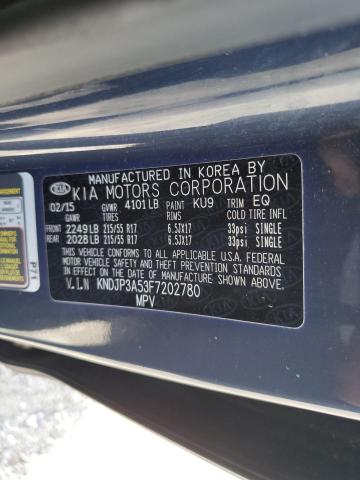 MANUFACTURED IN KOREA BY
KIA KIA MOTORS CORPORATION
02/15 GVWR 4101LB PAINT KU9 TRIM EQ
GAWR TIRES RIMS COLD TIRE INFL
FRONT 2249LB 215/55 R17 6.5JX17 33psi SINGLE
REAR 2028LB 215/55 R17 6.5JX17 33psi SINGLE
THIS VEHICLE CONFORMS TO ALL APPLICABLE U.S.A. FEDERAL
MOTOR VEHICLE SAFETY AND THEFT PREVENTION STANDARDS
IN EFFECT ON THE DATE OF MANUFACTURE SHOWN ABOVE
V.I.N KNDJP3A53F7202780
MPV
P71